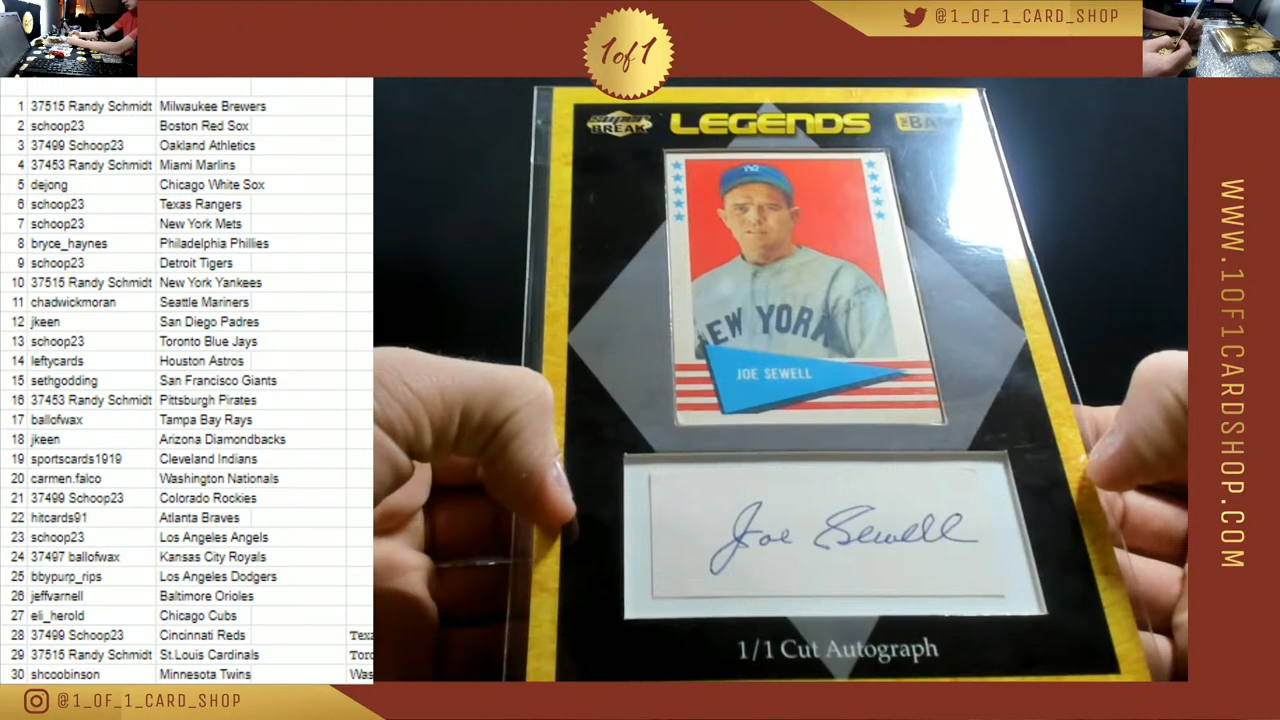 1of1
@1_OF_1_CARD_SHOP
1 37515 Randy Schmidt Milwaukee Brewers
2 schoop23 Boston Red Sox
3 37499 Schoop23 Oakland Athletics
4 37453 Randy Schmidt Miami Marlins
5 dejong Chicago White Sox
6 schoop23 Texas Rangers
7 schoop23 New York Mets
8 bryce_haynes Philadelphia Phillies
9 schoop23 Detroit Tigers
10 37515 Randy Schmidt New York Yankees
11 chadwickmoran Seattle Mariners
12 jkeen San Diego Padres
13 schoop23 Toronto Blue Jays
14 leftycards Houston Astros
15 sethgodding San Francisco Giants
16 37453 Randy Schmidt Pittsburgh Pirates
17 ballofwax Tampa Bay Rays
18 jkeen Arizona Diamondbacks
19 sportscards1919 Cleveland Indians
20 carmen.falco Washington Nationals
21 37499 Schoop23 Colorado Rockies
22 hitcards91 Atlanta Braves
23 schoop23 Los Angeles Angels
24 37497 ballofwax Kansas City Royals
25 bbypurp_rips Los Angeles Dodgers
26 jeffvarnell Baltimore Orioles
27 eli_herold Chicago Cubs
28 37499 Schoop23 Cincinnati Reds Texa
29 37515 Randy Schmidt St.Louis Cardinals Toro
30 shcoobinson Minnesota Twins Was
SUPER BREAK LEGENDS
NY
NEW YORK
JOE SEWELL
Joe Sewell
1/1 Cut Autograph
WWW.1OF1CARDSHOP.COM
@1_OF_1_CARD_SHOP